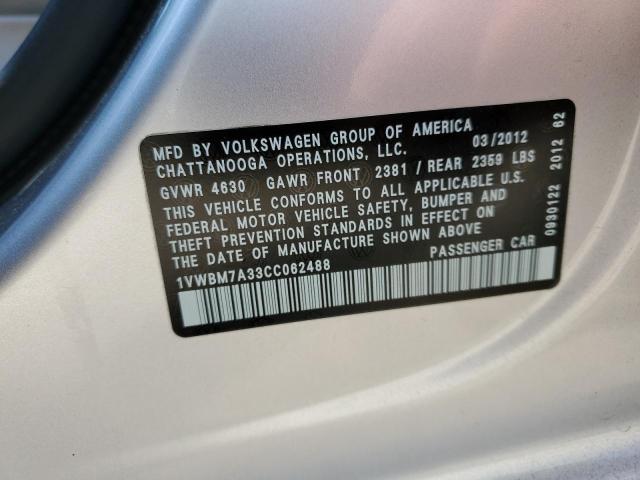 MFD BY VOLKSWAGEN GROUP OF AMERICA 03/2012
CHATTANOOGA OPERATIONS, LLC.
GVWR 4630 GAWR FRONT 2381 / REAR 2359 LBS
THIS VEHICLE CONFORMS TO ALL APPLICABLE U.S.
FEDERAL MOTOR VEHICLE SAFETY, BUMPER AND
THEFT PREVENTION STANDARDS IN EFFECT ON
THE DATE OF MANUFACTURE SHOWN ABOVE
1VWBM7A33CC062488 PASSENGER CAR
0930122 2012 62